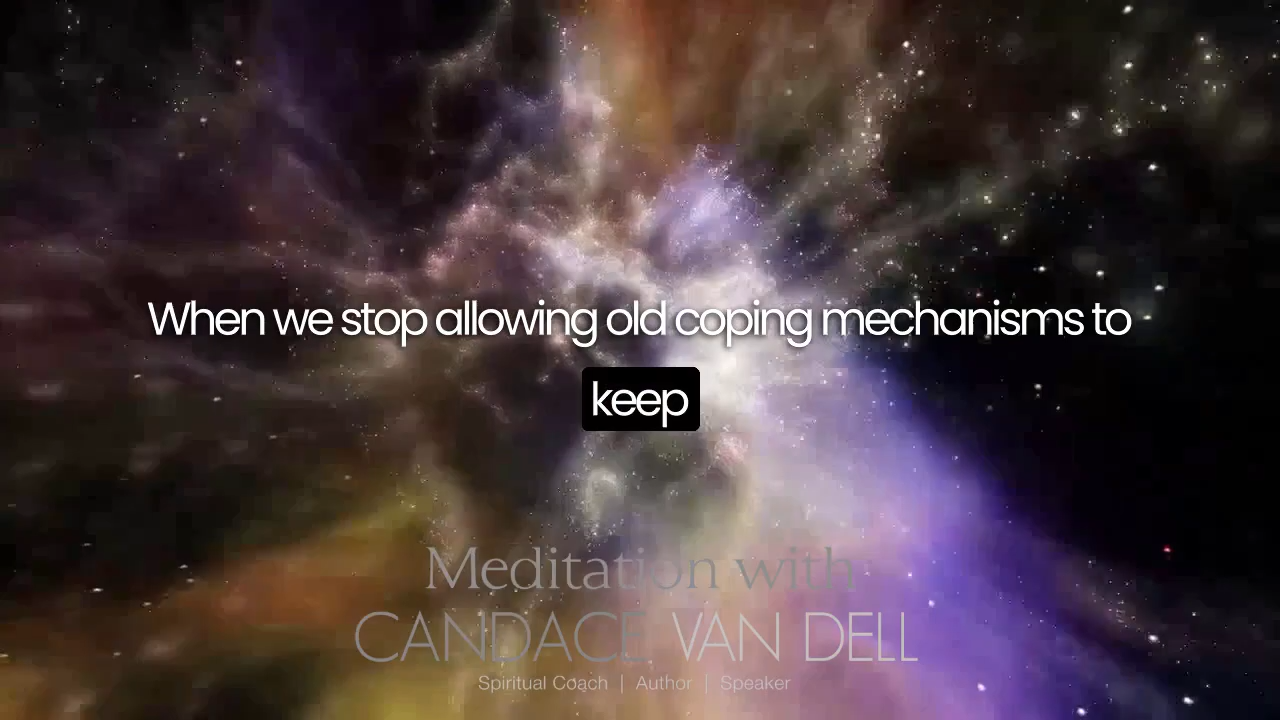 When we stop allowing old coping mechanisms to
keep
Meditation with
CANDACE VAN DELL
Spiritual Coach | Author | Speaker